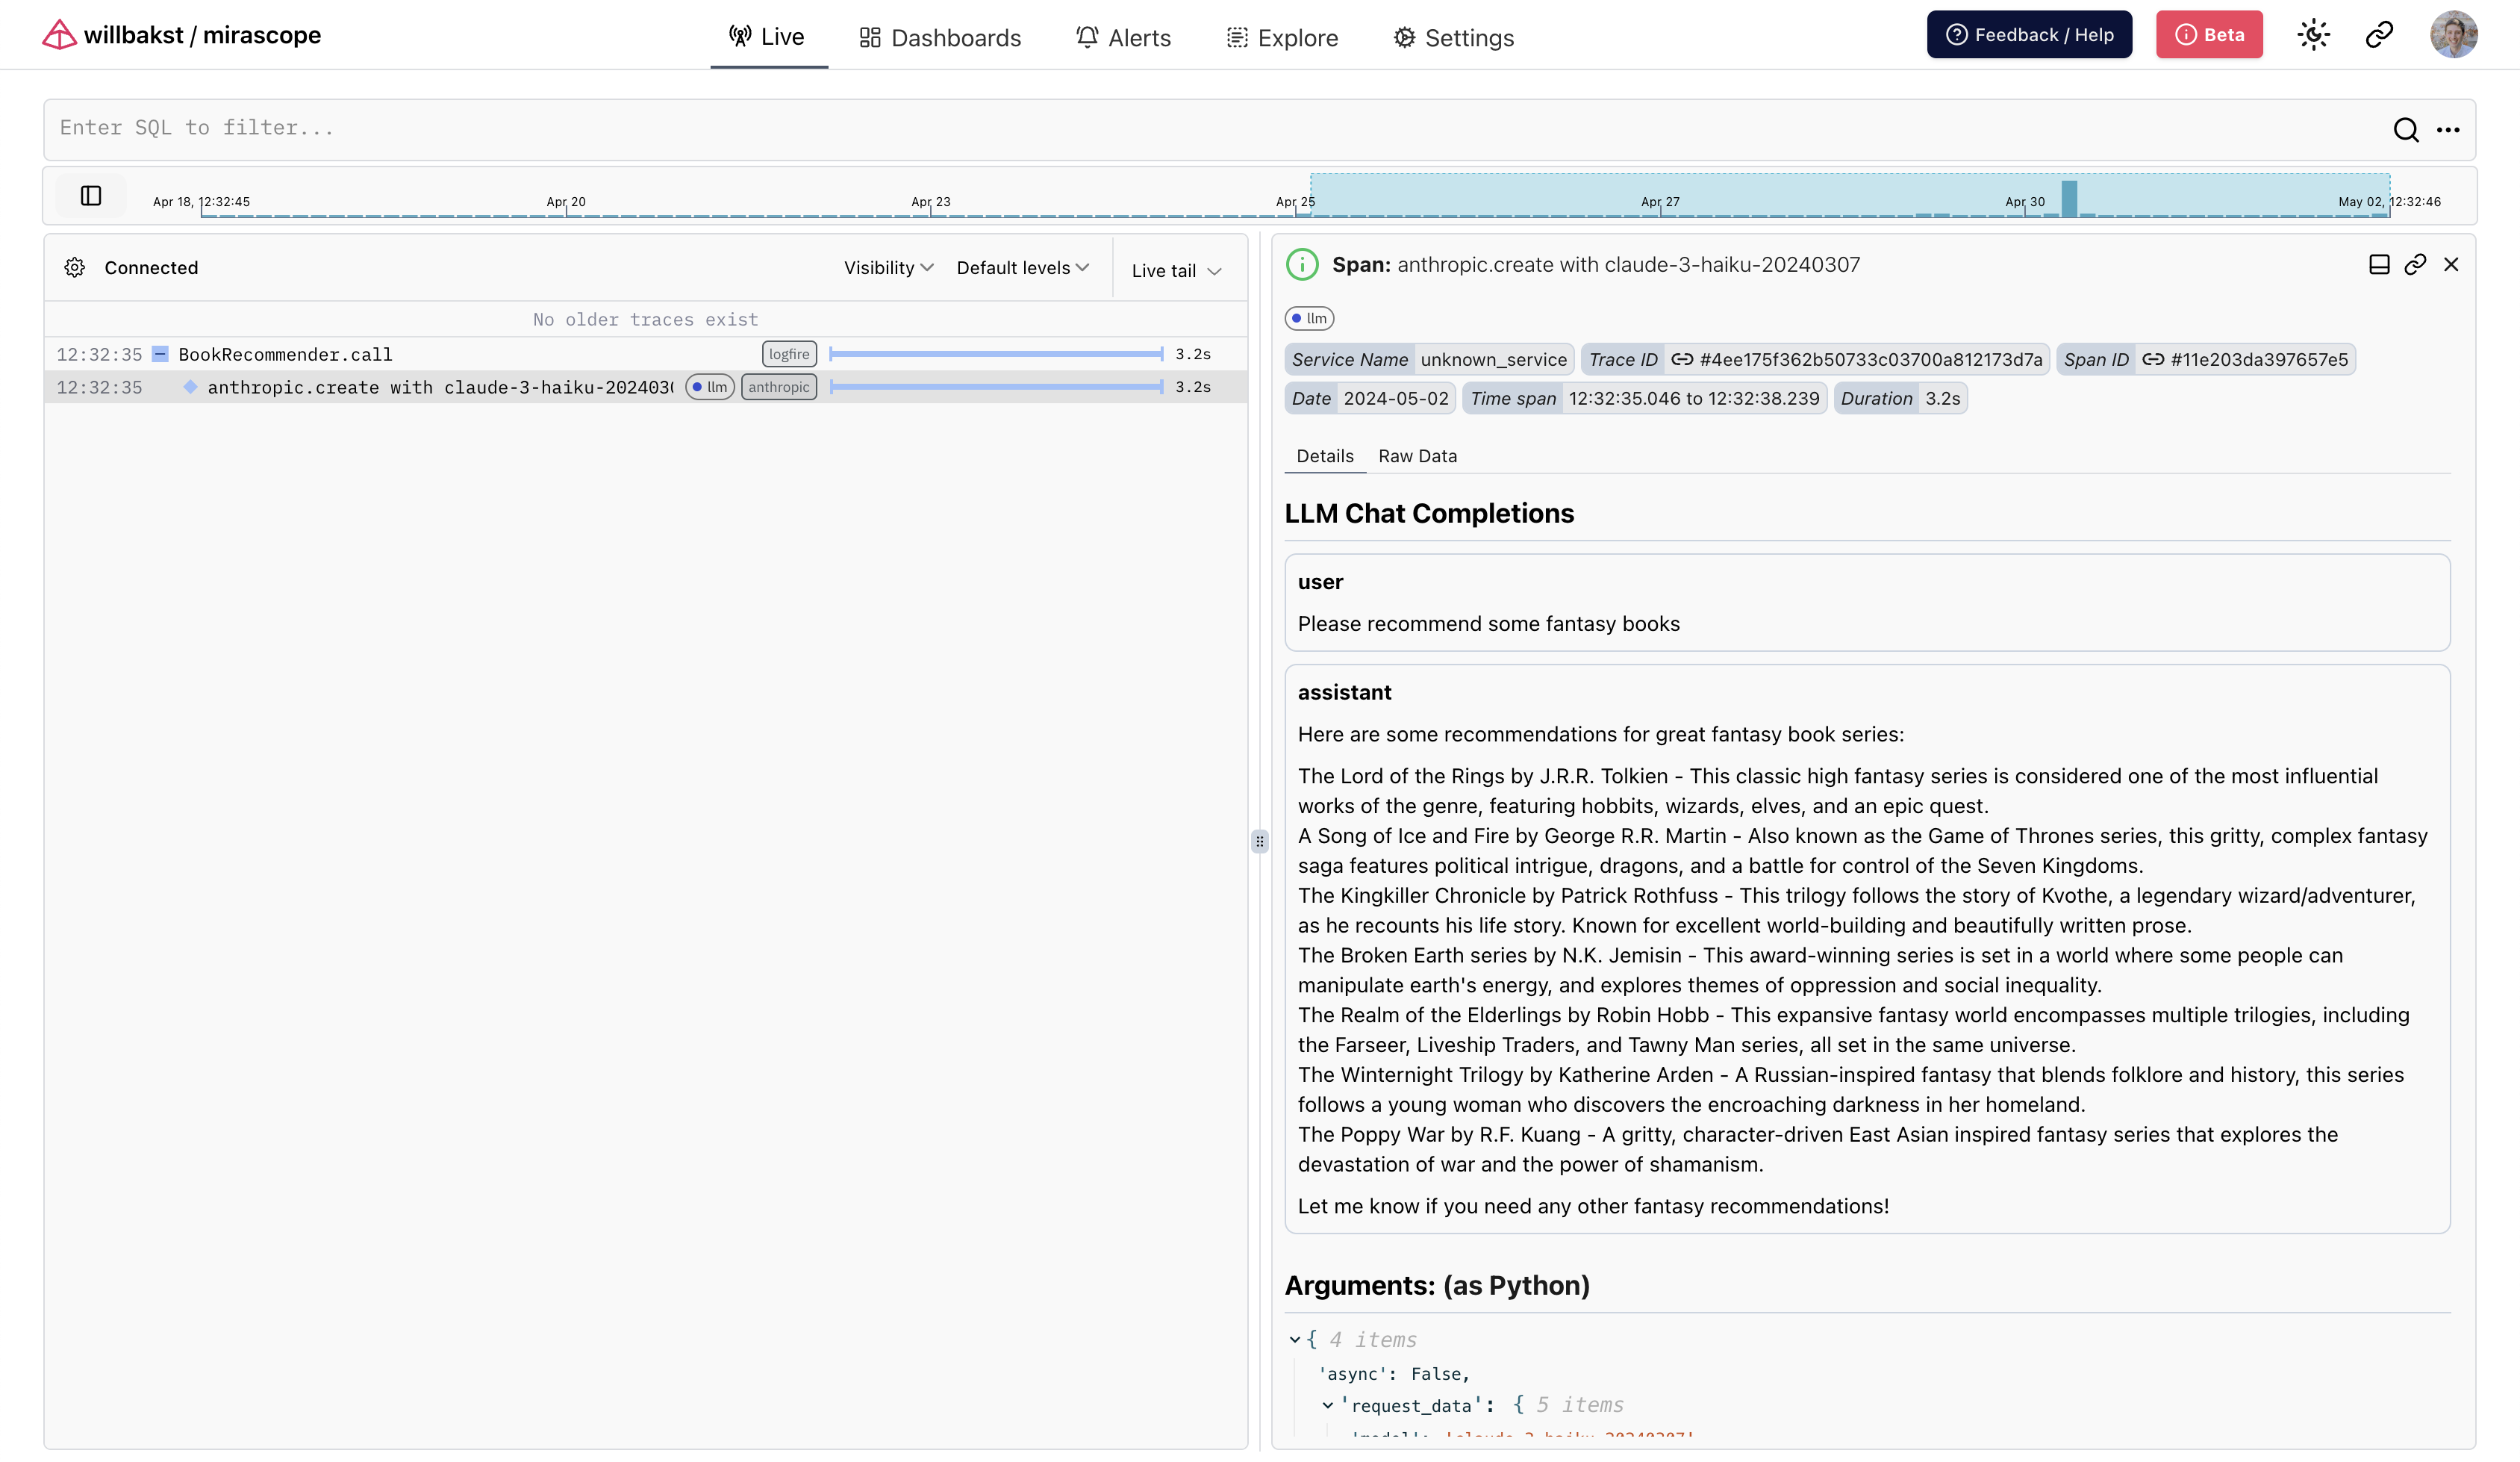 willbakst / mirascope
Live
Dashboards
Alerts
Explore
Settings
Feedback / Help
Beta
Enter SQL to filter...
Apr 18, 12:32:45
Apr 20
Apr 23
Apr 25
Apr 27
Apr 30
May 02, 12:32:46
Connected
Visibility
Default levels
Live tail
No older traces exist
12:32:35 BookRecommender.call logfire 3.2s
12:32:35 anthropic.create with claude-3-haiku-202403 llm anthropic 3.2s
Span: anthropic.create with claude-3-haiku-20240307
llm
Service Name unknown_service Trace ID #4ee175f362b50733c03700a812173d7a Span ID #11e203da397657e5
Date 2024-05-02 Time span 12:32:35.046 to 12:32:38.239 Duration 3.2s
Details Raw Data
LLM Chat Completions
user
Please recommend some fantasy books
assistant
Here are some recommendations for great fantasy book series:
The Lord of the Rings by J.R.R. Tolkien - This classic high fantasy series is considered one of the most influential
works of the genre, featuring hobbits, wizards, elves, and an epic quest.
A Song of Ice and Fire by George R.R. Martin - Also known as the Game of Thrones series, this gritty, complex fantasy
saga features political intrigue, dragons, and a battle for control of the Seven Kingdoms.
The Kingkiller Chronicle by Patrick Rothfuss - This trilogy follows the story of Kvothe, a legendary wizard/adventurer,
as he recounts his life story. Known for excellent world-building and beautifully written prose.
The Broken Earth series by N.K. Jemisin - This award-winning series is set in a world where some people can
manipulate earth's energy, and explores themes of oppression and social inequality.
The Realm of the Elderlings by Robin Hobb - This expansive fantasy world encompasses multiple trilogies, including
the Farseer, Liveship Traders, and Tawny Man series, all set in the same universe.
The Winternight Trilogy by Katherine Arden - A Russian-inspired fantasy that blends folklore and history, this series
follows a young woman who discovers the encroaching darkness in her homeland.
The Poppy War by R.F. Kuang - A gritty, character-driven East Asian inspired fantasy series that explores the
devastation of war and the power of shamanism.
Let me know if you need any other fantasy recommendations!
Arguments: (as Python)
{ 4 items
'async': False,
'request_data': { 5 items
'model': 'claude-3-haiku-20240307'